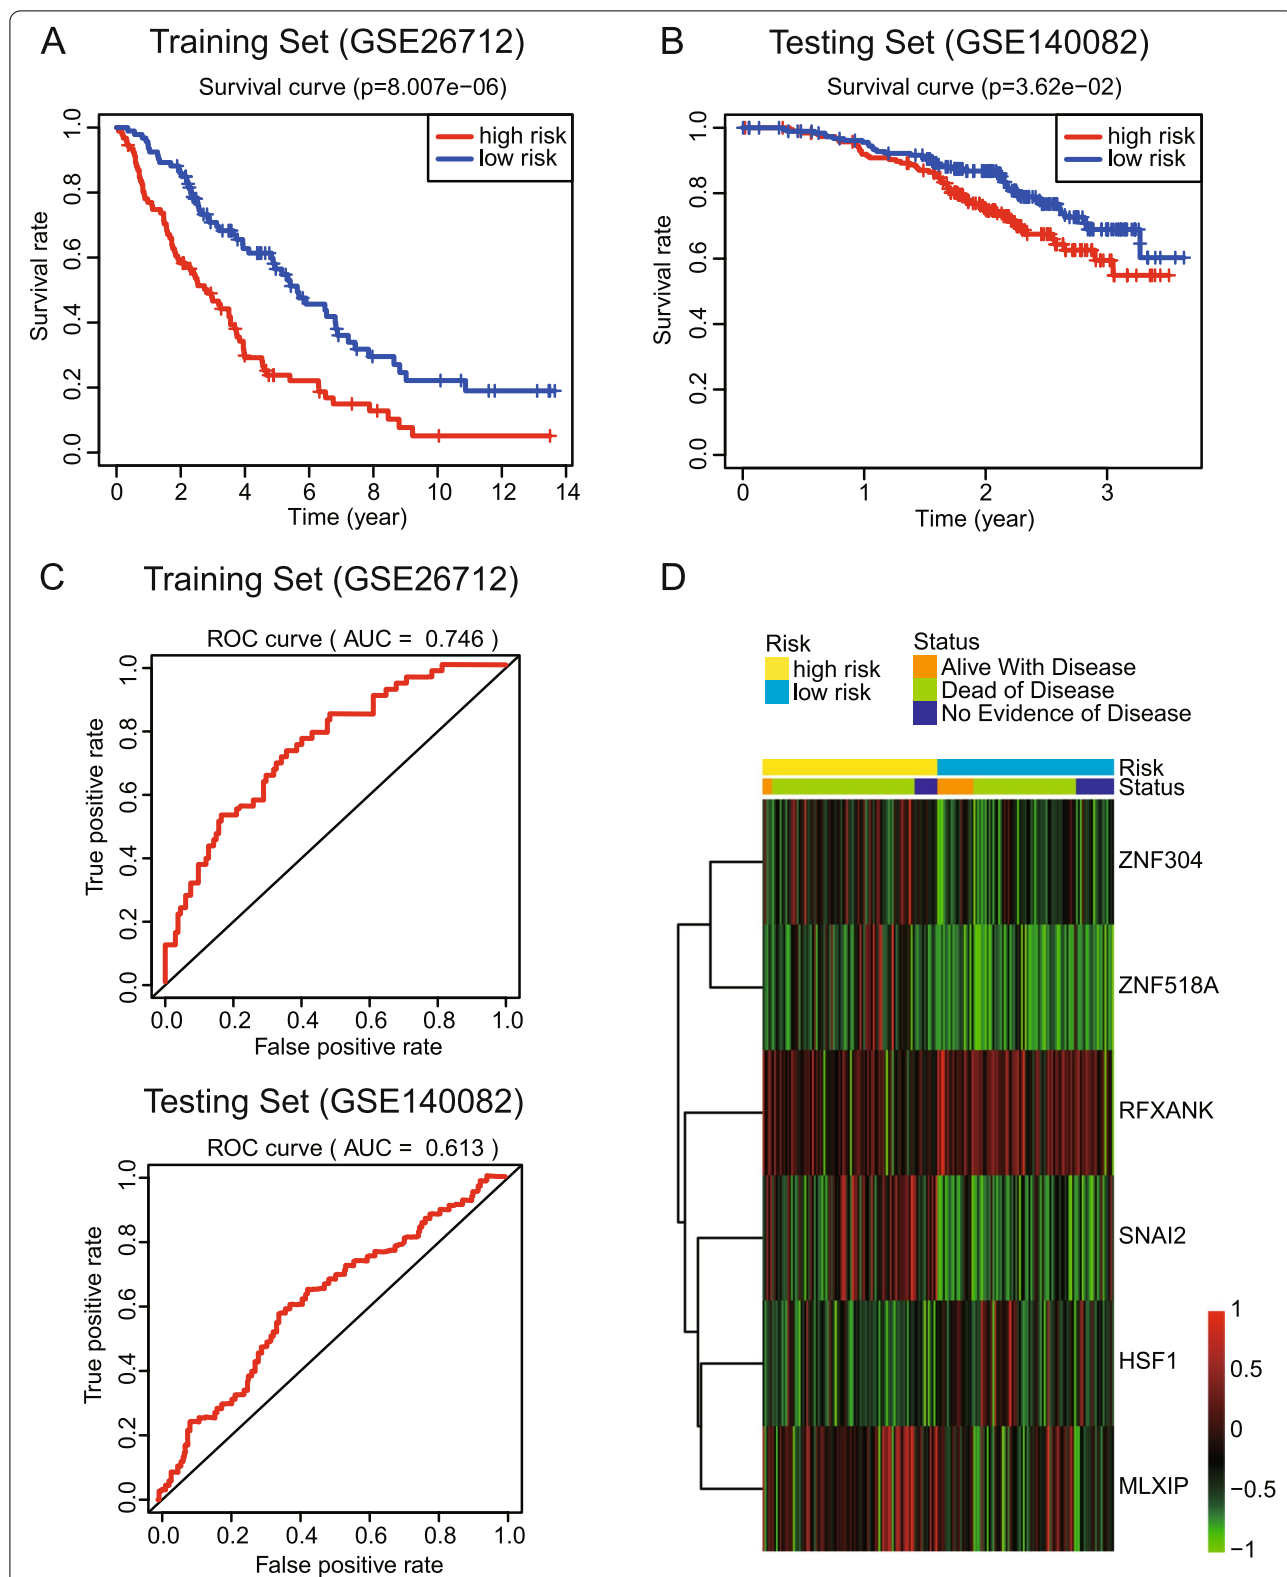 A Training Set (GSE26712)
Survival curve (p=8.007e−06)
high risk
low risk
Survival rate
1.0
0.8
0.6
0.4
0.2
0.0
0 2 4 6 8 10 12 14
Time (year)
B Testing Set (GSE140082)
Survival curve (p=3.62e−02)
high risk
low risk
Survival rate
1.0
0.8
0.6
0.4
0.2
0.0
0 1 2 3
Time (year)
C Training Set (GSE26712)
ROC curve ( AUC = 0.746 )
True positive rate
1.0
0.8
0.6
0.4
0.2
0.0
0.0 0.2 0.4 0.6 0.8 1.0
False positive rate
Testing Set (GSE140082)
ROC curve ( AUC = 0.613 )
True positive rate
1.0
0.8
0.6
0.4
0.2
0.0
0.0 0.2 0.4 0.6 0.8 1.0
False positive rate
D
Risk
high risk
low risk
Status
Alive With Disease
Dead of Disease
No Evidence of Disease
Risk
Status
ZNF304
ZNF518A
RFXANK
SNAI2
HSF1
MLXIP
1
0.5
0
−0.5
−1